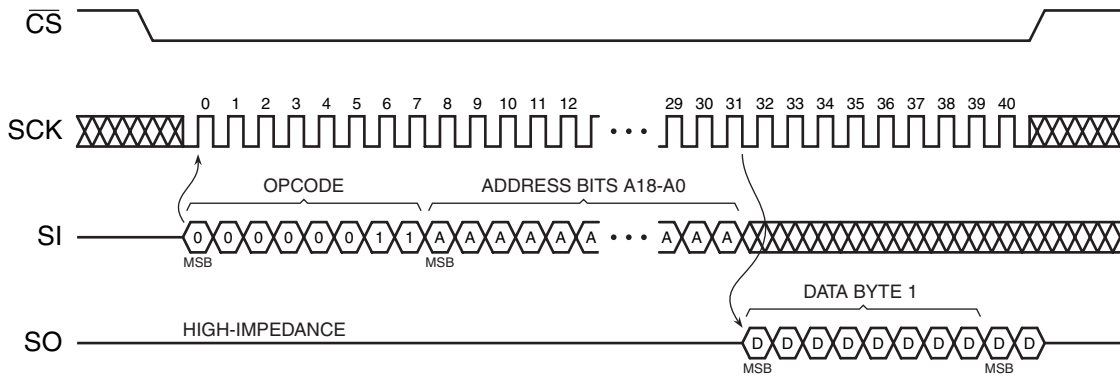 CS
0 1 2 3 4 5 6 7 8 9 10 11 12 29 30 31 32 33 34 35 36 37 38 39 40
SCK
OPCODE ADDRESS BITS A18-A0
SI 0 0 0 0 0 0 1 1 A A A A A A A A A
MSB MSB
DATA BYTE 1
HIGH-IMPEDANCE
SO D D D D D D D D D D
MSB MSB